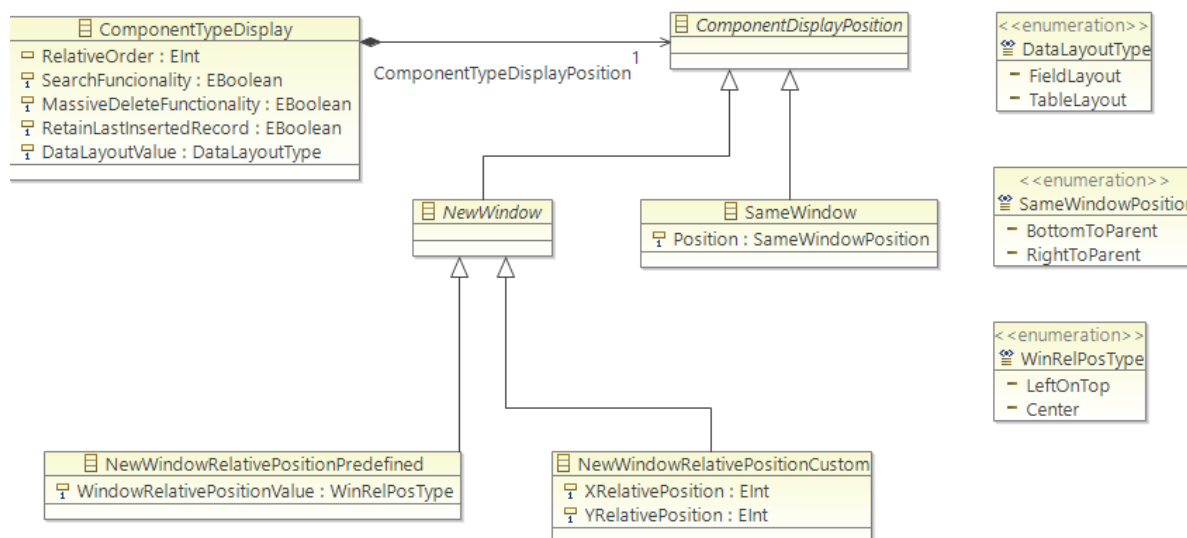 ComponentTypeDisplay
RelativeOrder : EInt
SearchFuncionality : EBoolean
MassiveDeleteFunctionality : EBoolean
RetainLastInsertedRecord : EBoolean
DataLayoutValue : DataLayoutType
1
ComponentTypeDisplayPosition
ComponentDisplayPosition
<<enumeration>>
DataLayoutType
FieldLayout
TableLayout
NewWindow
SameWindow
Position : SameWindowPosition
<<enumeration>>
SameWindowPosition
BottomToParent
RightToParent
<<enumeration>>
WinRelPosType
LeftOnTop
Center
NewWindowRelativePositionPredefined
WindowRelativePositionValue : WinRelPosType
NewWindowRelativePositionCustom
XRelativePosition : EInt
YRelativePosition : EInt